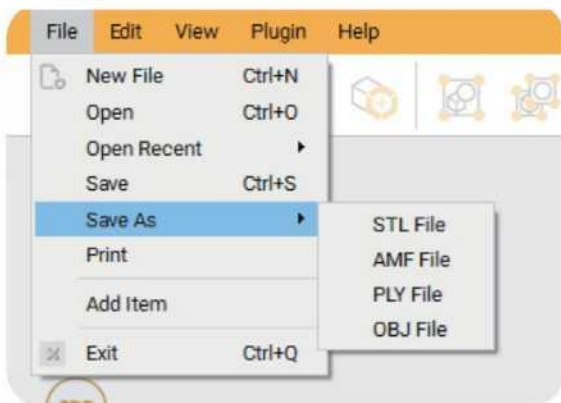 File Edit View Plugin Help
New File Ctrl+N
Open Ctrl+O
Open Recent
Save Ctrl+S
Save As
STL File
Print
AMF File
PLY File
Add Item
OBJ File
Exit Ctrl+Q